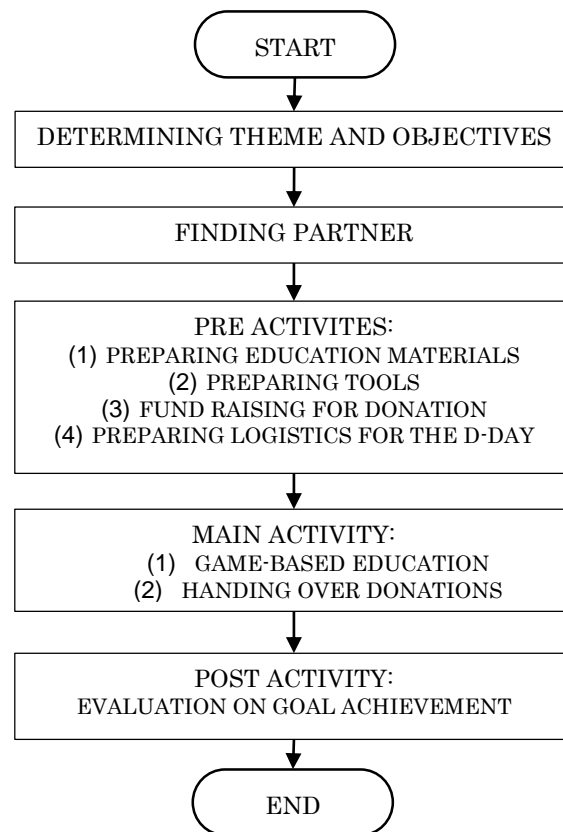 START
DETERMINING THEME AND OBJECTIVES
FINDING PARTNER
PRE ACTIVITES:
(1) PREPARING EDUCATION MATERIALS
(2) PREPARING TOOLS
(3) FUND RAISING FOR DONATION
(4) PREPARING LOGISTICS FOR THE D-DAY
MAIN ACTIVITY:
(1) GAME-BASED EDUCATION
(2) HANDING OVER DONATIONS
POST ACTIVITY:
EVALUATION ON GOAL ACHIEVEMENT
END